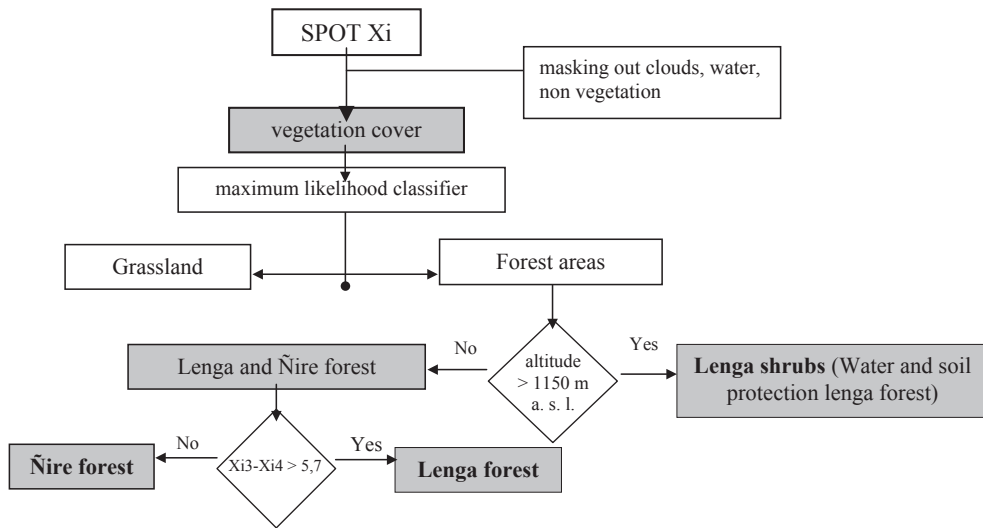 SPOT Xi
masking out clouds, water,
non vegetation
vegetation cover
maximum likelihood classifier
Grassland
Forest areas
Lenga and Ñire forest
No
altitude
> 1150 m
a. s. l.
Yes
Lenga shrubs (Water and soil
protection lenga forest)
Ñire forest
No
Xi3-Xi4 > 5,7
Yes
Lenga forest